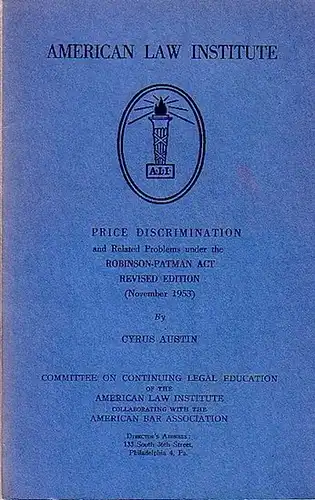 AMERICAN LAW INSTITUTE
A·L·I
PRICE DISCRIMINATION
and Related Problems under the
ROBINSON-PATMAN ACT
REVISED EDITION
(November 1953)
By
CYRUS AUSTIN
COMMITTEE ON CONTINUING LEGAL EDUCATION
OF THE
AMERICAN LAW INSTITUTE
COLLABORATING WITH THE
AMERICAN BAR ASSOCIATION
DIRECTOR'S ADDRESS:
133 South 36th Street,
Philadelphia 4, Pa.